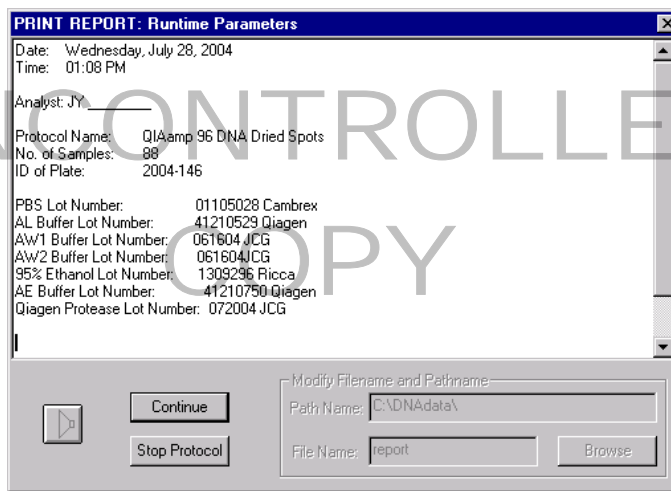 PRINT REPORT: Runtime Parameters
Date: Wednesday, July 28, 2004
Time: 01:08 PM
Analyst: JY________
Protocol Name: QIAamp 96 DNA Dried Spots
No. of Samples: 88
ID of Plate: 2004-146
PBS Lot Number: 01105028 Cambrex
AL Buffer Lot Number: 41210529 Qiagen
AW1 Buffer Lot Number: 061604 JCG
AW2 Buffer Lot Number: 061604JCG
95% Ethanol Lot Number: 1309296 Ricca
AE Buffer Lot Number: 41210750 Qiagen
Qiagen Protease Lot Number: 072004 JCG
NCONTROLLE
COPY
Continue
Stop Protocol
Modify Filename and Pathname
Path Name: C:\DNAdata\
File Name: report
Browse